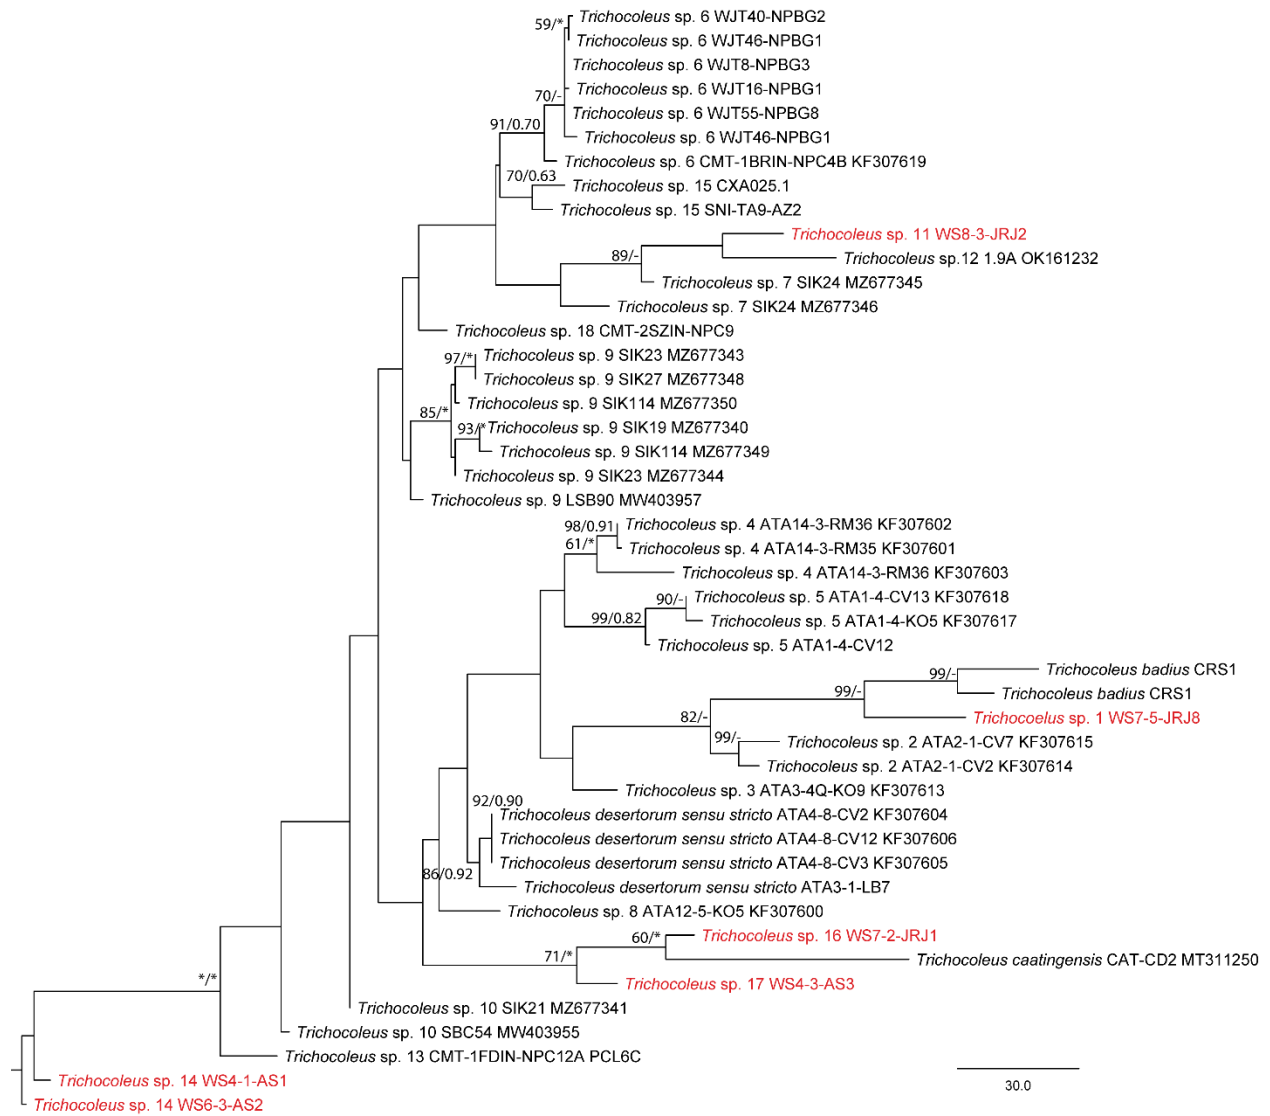 Trichocoleus sp. 6 WJT40-NPBG2
59/*
Trichocoleus sp. 6 WJT46-NPBG1
Trichocoleus sp. 6 WJT8-NPBG3
Trichocoleus sp. 6 WJT16-NPBG1
70/-
Trichocoleus sp. 6 WJT55-NPBG8
91/0.70
Trichocoleus sp. 6 WJT46-NPBG1
Trichocoleus sp. 6 CMT-1BRIN-NPC4B KF307619
70/0.63
Trichocoleus sp. 15 CXA025.1
Trichocoleus sp. 15 SNI-TA9-AZ2
Trichocoleus sp. 11 WS8-3-JRJ2
89/-
Trichocoleus sp.12 1.9A OK161232
Trichocoleus sp. 7 SIK24 MZ677345
Trichocoleus sp. 7 SIK24 MZ677346
Trichocoleus sp. 18 CMT-2SZIN-NPC9
97/*
Trichocoleus sp. 9 SIK23 MZ677343
Trichocoleus sp. 9 SIK27 MZ677348
Trichocoleus sp. 9 SIK114 MZ677350
85/*
93/*
Trichocoleus sp. 9 SIK19 MZ677340
Trichocoleus sp. 9 SIK114 MZ677349
Trichocoleus sp. 9 SIK23 MZ677344
Trichocoleus sp. 9 LSB90 MW403957
98/0.91
Trichocoleus sp. 4 ATA14-3-RM36 KF307602
61/*
Trichocoleus sp. 4 ATA14-3-RM35 KF307601
Trichocoleus sp. 4 ATA14-3-RM36 KF307603
90/-
Trichocoleus sp. 5 ATA1-4-CV13 KF307618
99/0.82
Trichocoleus sp. 5 ATA1-4-KO5 KF307617
Trichocoleus sp. 5 ATA1-4-CV12
99/-
Trichocoleus badius CRS1
99/-
Trichocoleus badius CRS1
82/-
Trichocoelus sp. 1 WS7-5-JRJ8
99/-
Trichocoleus sp. 2 ATA2-1-CV7 KF307615
Trichocoleus sp. 2 ATA2-1-CV2 KF307614
Trichocoleus sp. 3 ATA3-4Q-KO9 KF307613
92/0.90
Trichocoleus desertorum sensu stricto ATA4-8-CV2 KF307604
Trichocoleus desertorum sensu stricto ATA4-8-CV12 KF307606
Trichocoleus desertorum sensu stricto ATA4-8-CV3 KF307605
86/0.92
Trichocoleus desertorum sensu stricto ATA3-1-LB7
Trichocoleus sp. 8 ATA12-5-KO5 KF307600
60/*
Trichocoleus sp. 16 WS7-2-JRJ1
71/*
Trichocoleus caatingensis CAT-CD2 MT311250
*/*
Trichocoleus sp. 17 WS4-3-AS3
Trichocoleus sp. 10 SIK21 MZ677341
Trichocoleus sp. 10 SBC54 MW403955
Trichocoleus sp. 13 CMT-1FDIN-NPC12A PCL6C
Trichocoleus sp. 14 WS4-1-AS1
30.0
Trichocoleus sp. 14 WS6-3-AS2